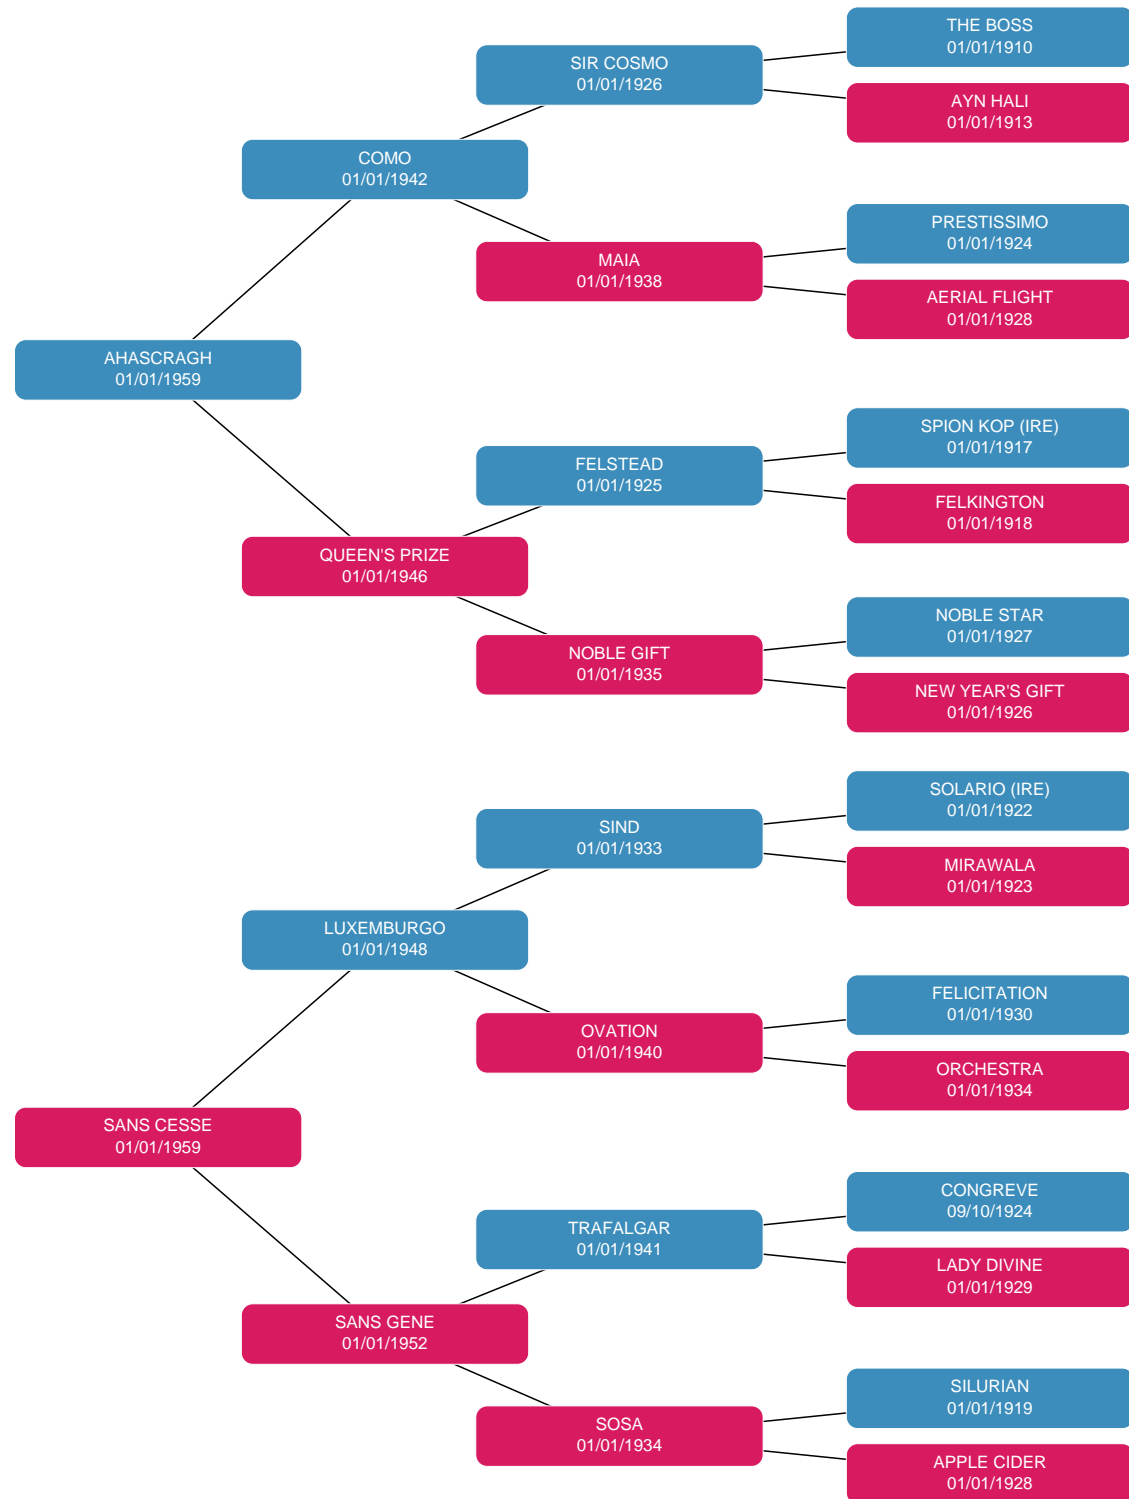 THE BOSS
01/01/1910
SIR COSMO
01/01/1926
AYN HALI
01/01/1913
COMO
01/01/1942
PRESTISSIMO
01/01/1924
MAIA
01/01/1938
AERIAL FLIGHT
01/01/1928
AHASCRAGH
01/01/1959
SPION KOP (IRE)
01/01/1917
FELSTEAD
01/01/1925
FELKINGTON
01/01/1918
QUEEN'S PRIZE
01/01/1946
NOBLE STAR
01/01/1927
NOBLE GIFT
01/01/1935
NEW YEAR'S GIFT
01/01/1926
SOLARIO (IRE)
01/01/1922
SIND
01/01/1933
MIRAWALA
01/01/1923
LUXEMBURGO
01/01/1948
FELICITATION
01/01/1930
OVATION
01/01/1940
ORCHESTRA
01/01/1934
SANS CESSE
01/01/1959
CONGREVE
09/10/1924
TRAFALGAR
01/01/1941
LADY DIVINE
01/01/1929
SANS GENE
01/01/1952
SILURIAN
01/01/1919
SOSA
01/01/1934
APPLE CIDER
01/01/1928